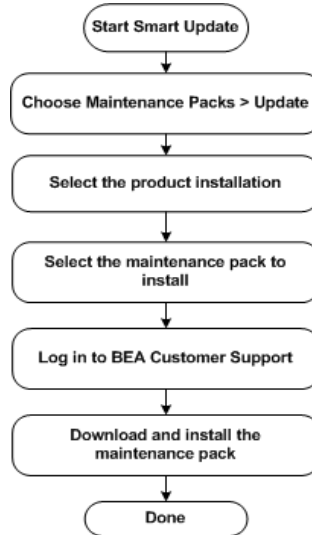 Start Smart Update
Choose Maintenance Packs > Update
Select the product installation
Select the maintenance pack to
install
Log in to BEA Customer Support
Download and install the
maintenance pack
Done